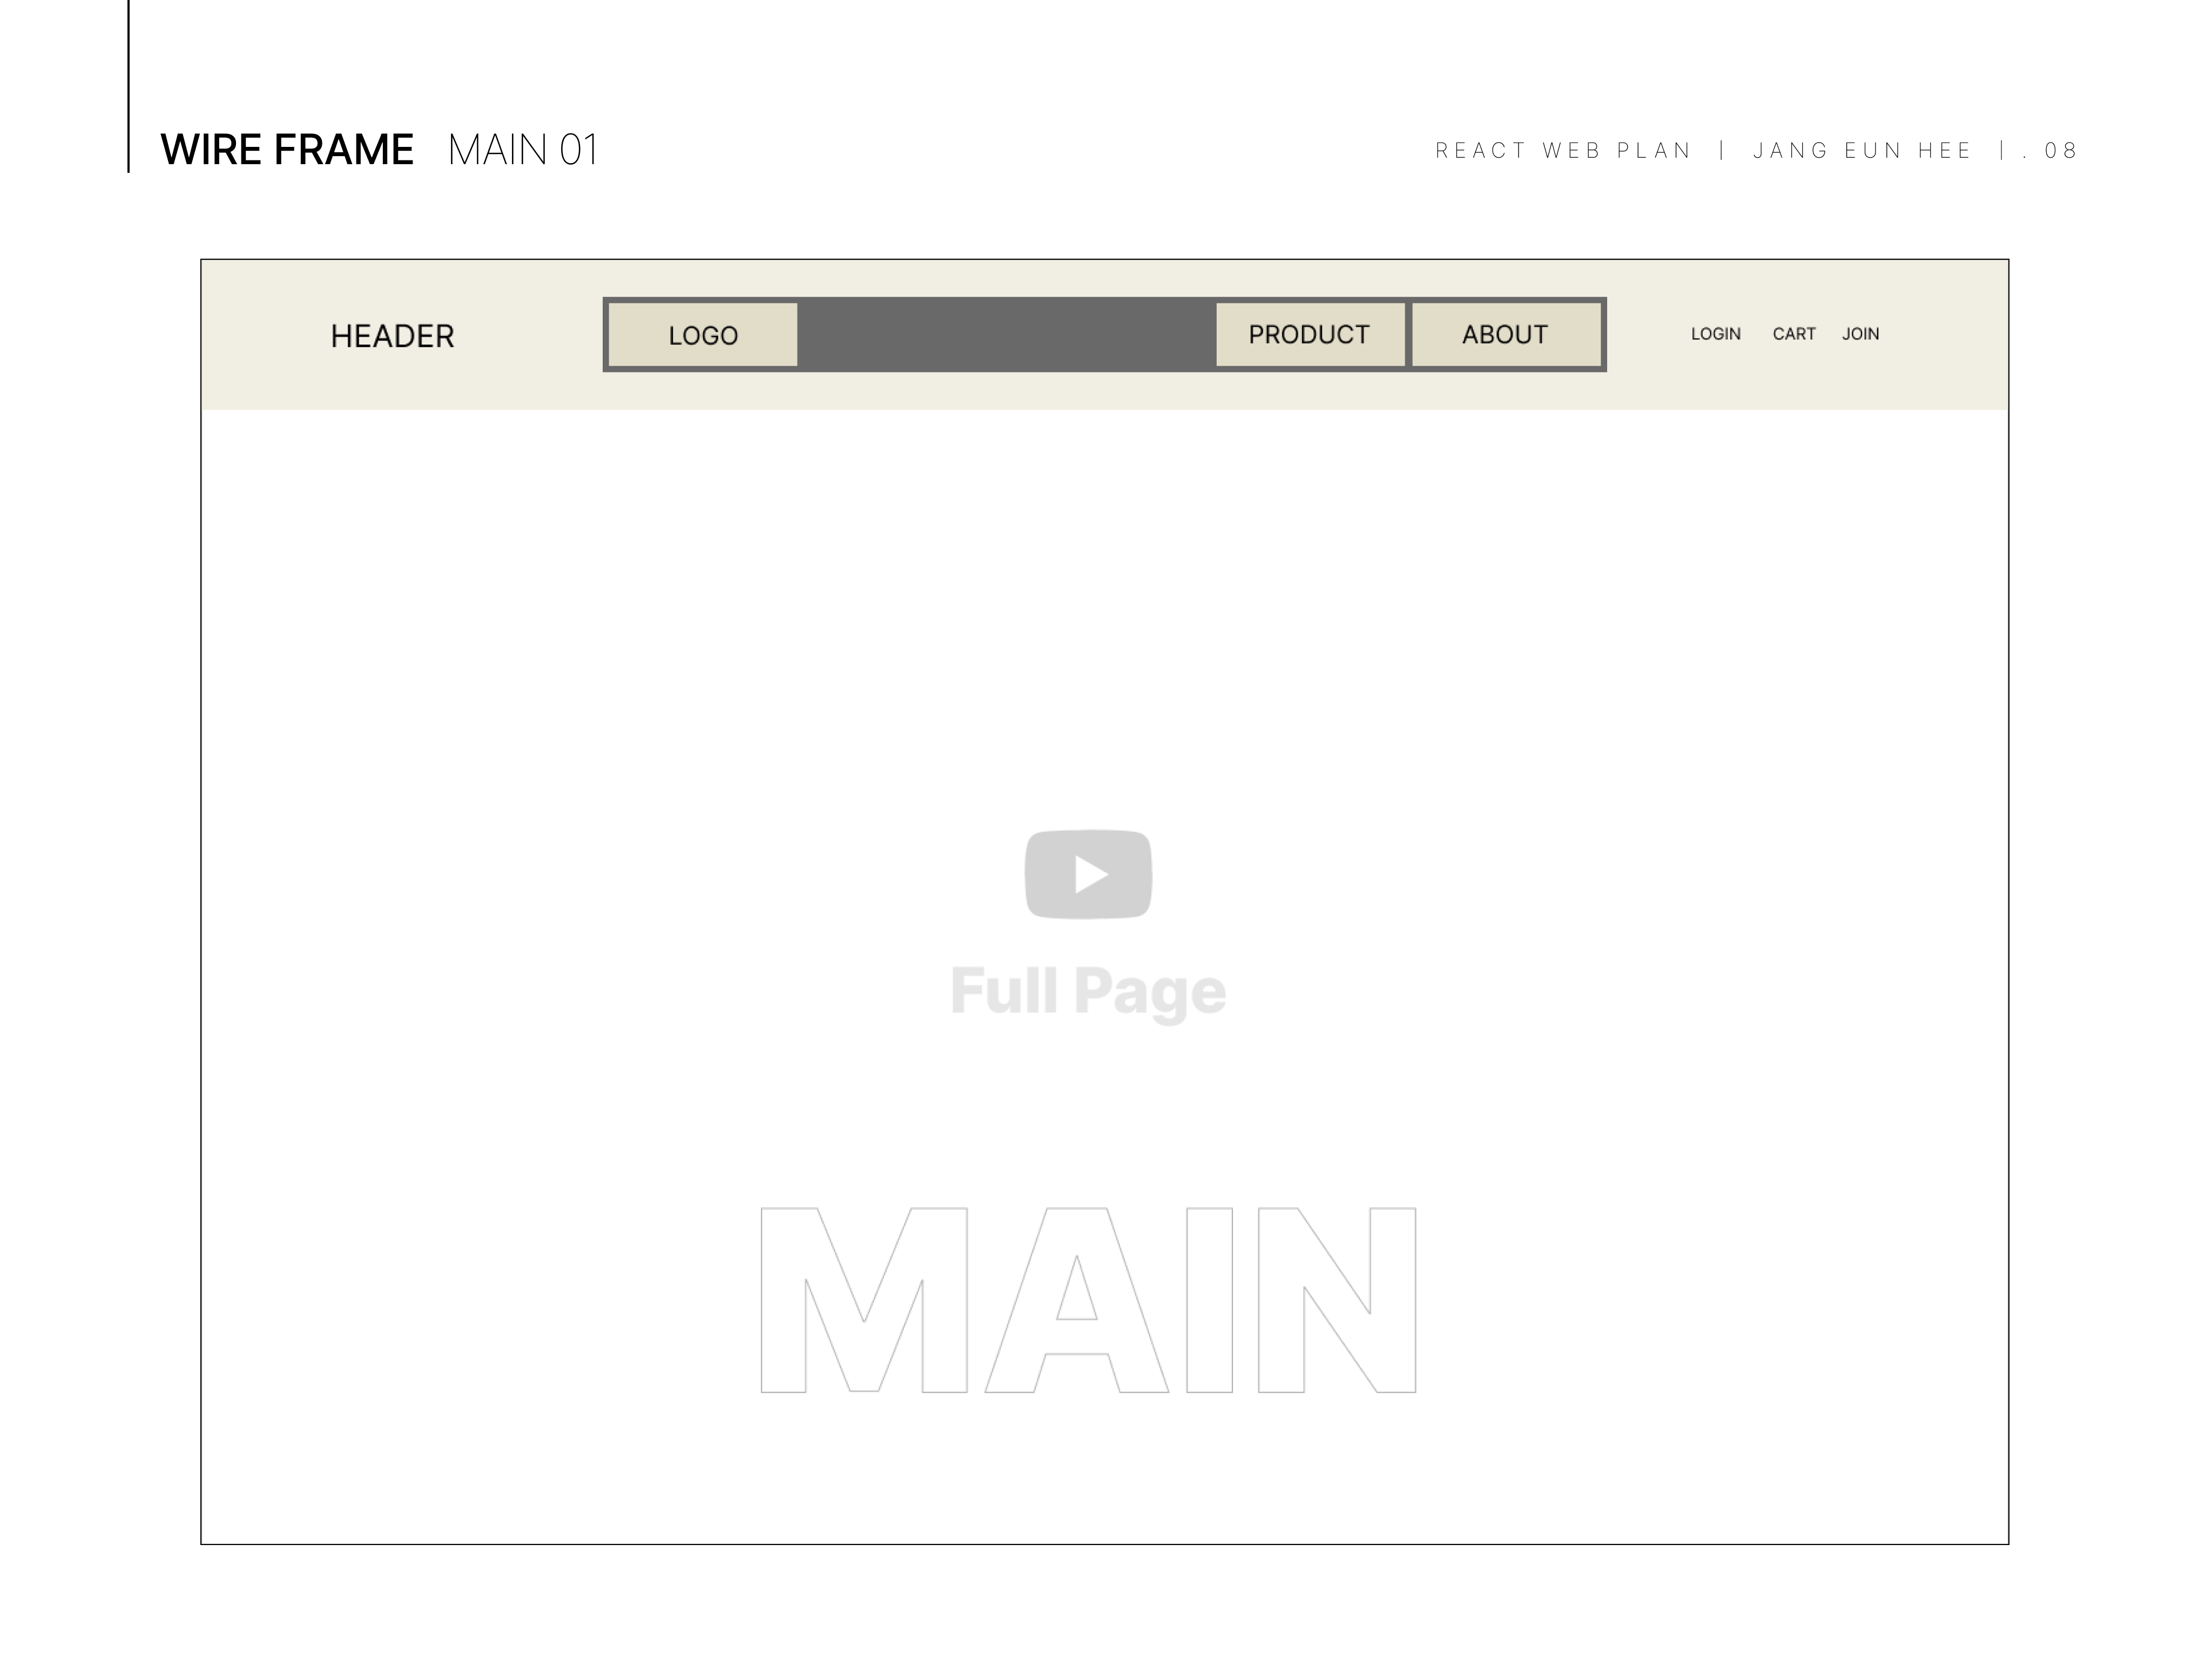 WIRE FRAME MAIN 01
REACT WEB PLAN | JANG EUN HEE | . 08
HEADER
LOGO
PRODUCT
ABOUT
LOGIN CART JOIN
Full Page
MAIN